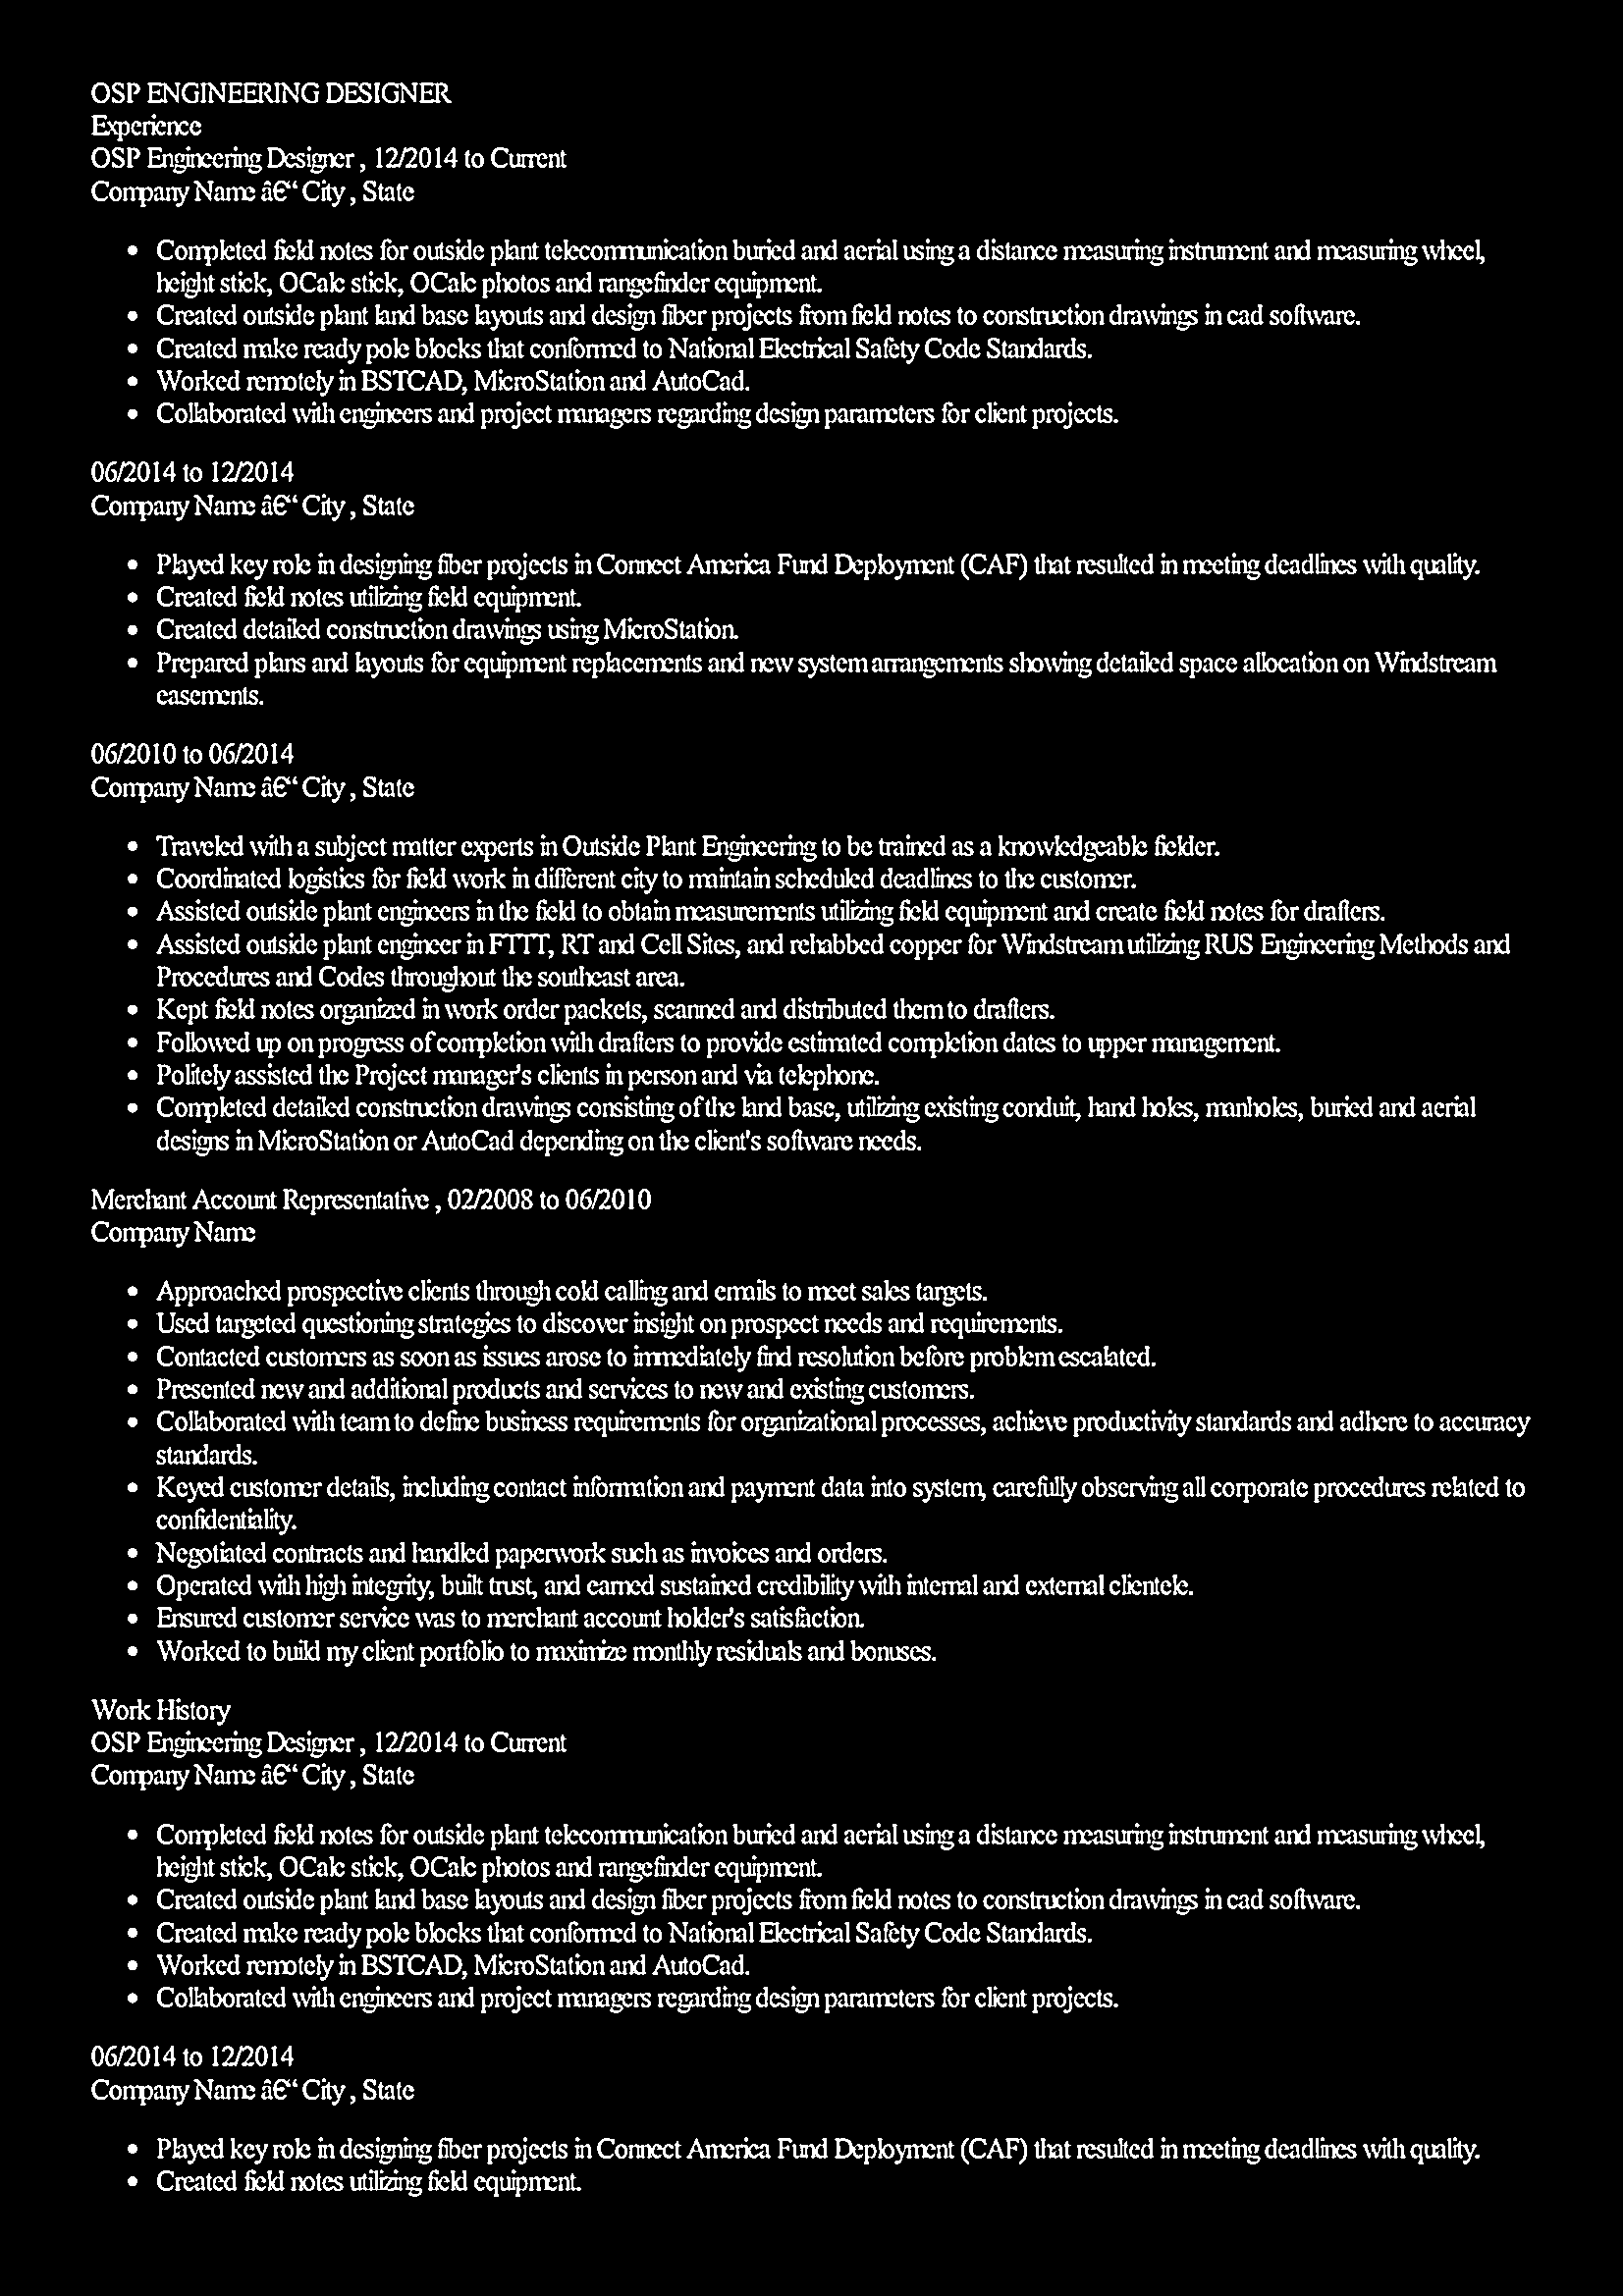 OSP ENGINEERING DESIGNER
Experience
OSP Engineering Designer , 12/2014 to Current
Company Name â€“ City , State
• Completed field notes for outside plant telecommunication buried and aerial using a distance measuring instrument and measuring wheel,
height stick, OCalc stick, OCalc photos and rangefinder equipment.
• Created outside plant land base layouts and design fiber projects from field notes to construction drawings in cad software.
• Created make ready pole blocks that conformed to National Electrical Safety Code Standards.
• Worked remotely in BSTCAD, MicroStation and AutoCad.
• Collaborated with engineers and project managers regarding design parameters for client projects.
06/2014 to 12/2014
Company Name â€“ City , State
• Played key role in designing fiber projects in Connect America Fund Deployment (CAF) that resulted in meeting deadlines with quality.
• Created field notes utilizing field equipment.
• Created detailed construction drawings using MicroStation.
• Prepared plans and layouts for equipment replacements and new system arrangements showing detailed space allocation on Windstream
easements.
06/2010 to 06/2014
Company Name â€“ City , State
• Traveled with a subject matter experts in Outside Plant Engineering to be trained as a knowledgeable fielder.
• Coordinated logistics for field work in different city to maintain scheduled deadlines to the customer.
• Assisted outside plant engineers in the field to obtain measurements utilizing field equipment and create field notes for drafters.
• Assisted outside plant engineer in FTTT, RT and Cell Sites, and rehabbed copper for Windstream utilizing RUS Engineering Methods and
Procedures and Codes throughout the southeast area.
• Kept field notes organized in work order packets, scanned and distributed them to drafters.
• Followed up on progress of completion with drafters to provide estimated completion dates to upper management.
• Politely assisted the Project manager's clients in person and via telephone.
• Completed detailed construction drawings consisting of the land base, utilizing existing conduit, hand holes, manholes, buried and aerial
designs in MicroStation or AutoCad depending on the client's software needs.
Merchant Account Representative , 02/2008 to 06/2010
Company Name
• Approached prospective clients through cold calling and emails to meet sales targets.
• Used targeted questioning strategies to discover insight on prospect needs and requirements.
• Contacted customers as soon as issues arose to immediately find resolution before problem escalated.
• Presented new and additional products and services to new and existing customers.
• Collaborated with team to define business requirements for organizational processes, achieve productivity standards and adhere to accuracy
standards.
• Keyed customer details, including contact information and payment data into system, carefully observing all corporate procedures related to
confidentiality.
• Negotiated contracts and handled paperwork such as invoices and orders.
• Operated with high integrity, built trust, and earned sustained credibility with internal and external clientele.
• Ensured customer service was to merchant account holder's satisfaction.
• Worked to build my client portfolio to maximize monthly residuals and bonuses.
Work History
OSP Engineering Designer , 12/2014 to Current
Company Name â€“ City , State
• Completed field notes for outside plant telecommunication buried and aerial using a distance measuring instrument and measuring wheel,
height stick, OCalc stick, OCalc photos and rangefinder equipment.
• Created outside plant land base layouts and design fiber projects from field notes to construction drawings in cad software.
• Created make ready pole blocks that conformed to National Electrical Safety Code Standards.
• Worked remotely in BSTCAD, MicroStation and AutoCad.
• Collaborated with engineers and project managers regarding design parameters for client projects.
06/2014 to 12/2014
Company Name â€“ City , State
• Played key role in designing fiber projects in Connect America Fund Deployment (CAF) that resulted in meeting deadlines with quality.
• Created field notes utilizing field equipment.